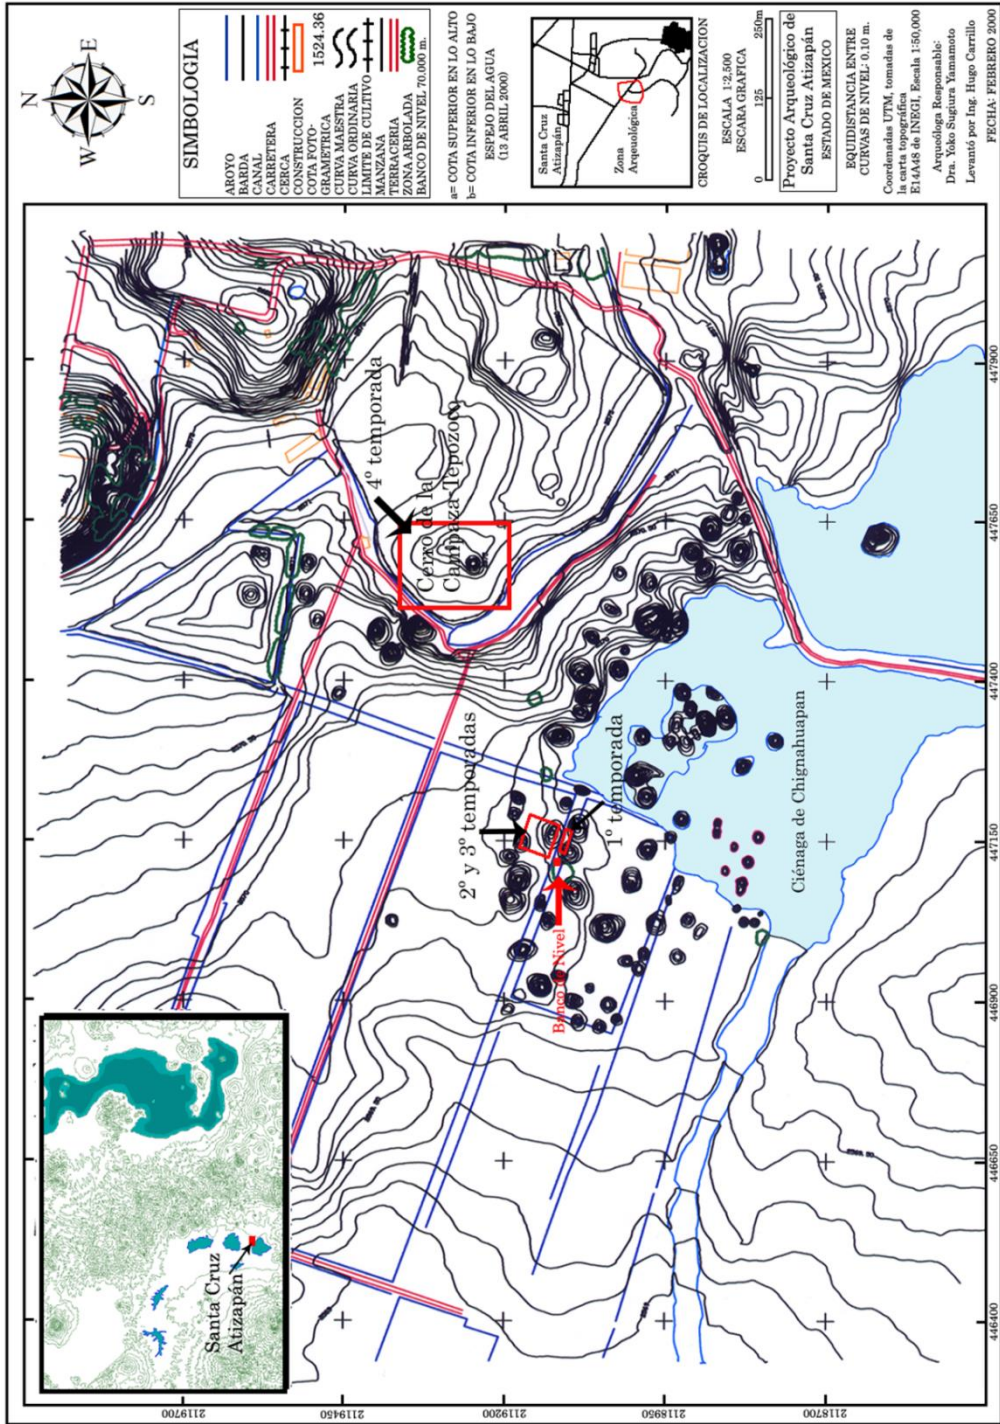 N
E
S
W
SIMBOLOGIA
ARROYO
BARDA
CANAL
CARRETERA
CERCA
CONSTRUCCION
COTA FOTO-
GRAMETRICA
1524.36
CURVA MAESTRA
CURVA ORDINARIA
LIMITE DE CULTIVO
MANZANA
TERRACERIA
ZONA ARBOLADA
BANCO DE NIVEL 70.000 m.
a= COTA SUPERIOR EN LO ALTO
b= COTA INFERIOR EN LO BAJO
ESPEJO DEL AGUA
(13 ABRIL 2000)
Santa Cruz
Atizapán
Zona
Arqueológica
CROQUIS DE LOCALIZACION
ESCALA 1:2,500
ESCARA GRAFICA
0 125 250m
Proyecto Arqueológico de
Santa Cruz Atizapán
ESTADO DE MEXICO
EQUIDISTANCIA ENTRE
CURVAS DE NIVEL: 0.10 m.
Coordenadas UTM, tomadas de
la carta topográfica
E14A48 de INEGI, Escala 1:50,000
Arqueóloga Responsable:
Dra. Yoko Sugiura Yamamoto
Levantó por Ing. Hugo Carrillo
FECHA: FEBRERO 2000
4º temporada
Cerro de la
Campaza-Tepozoco
2º y 3º temporadas
1º temporada
Banco de Nivel
Ciénaga de Chignahuapan
Santa Cruz
Atizapán
2119700
2119450
2119200
2118950
2118700
446400
446650
446900
447150
447400
447650
447900